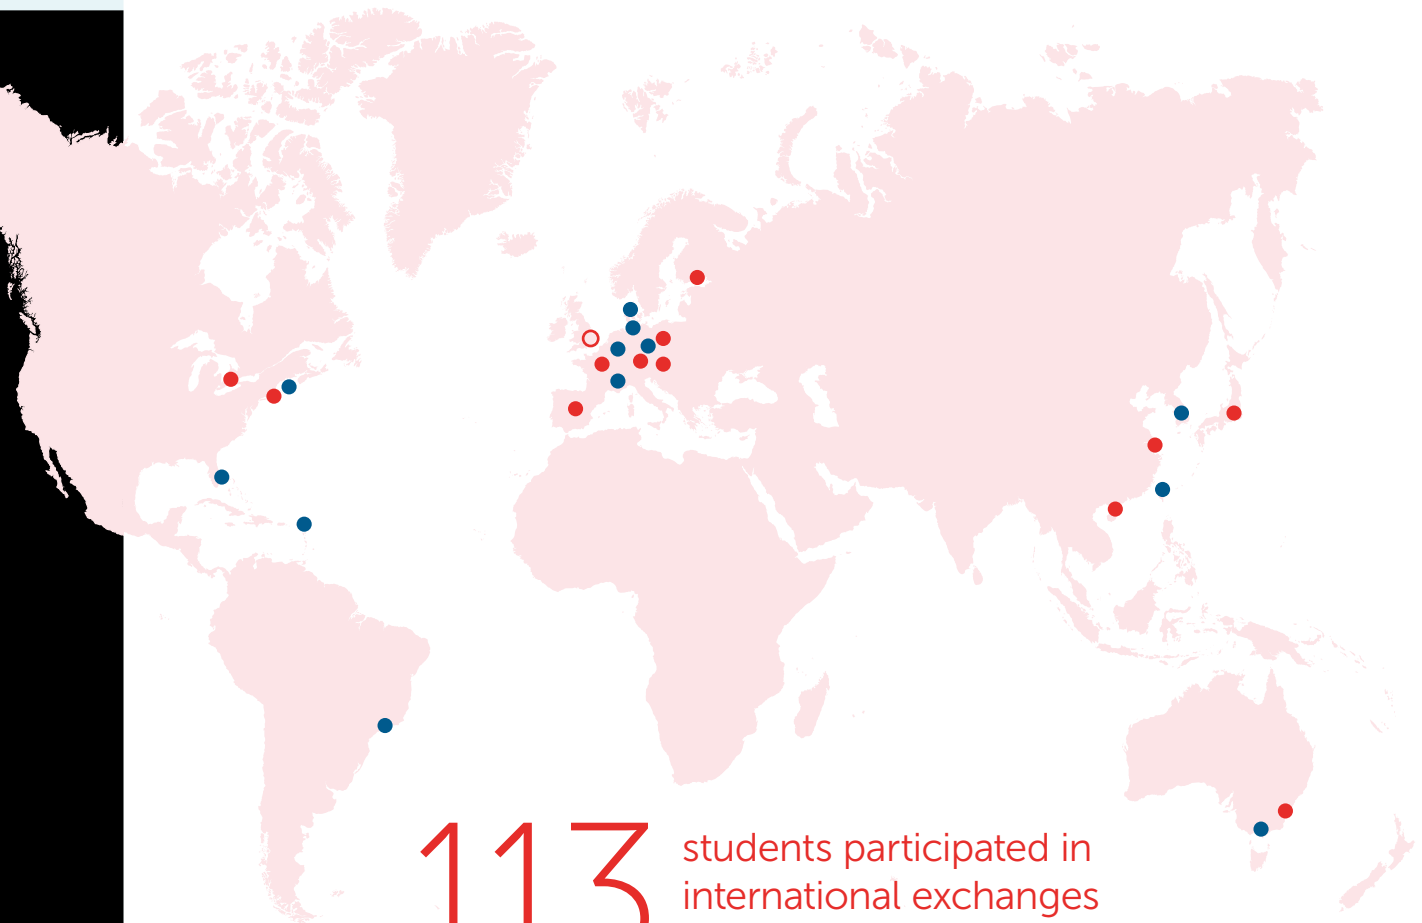 113
students participated in
international exchanges